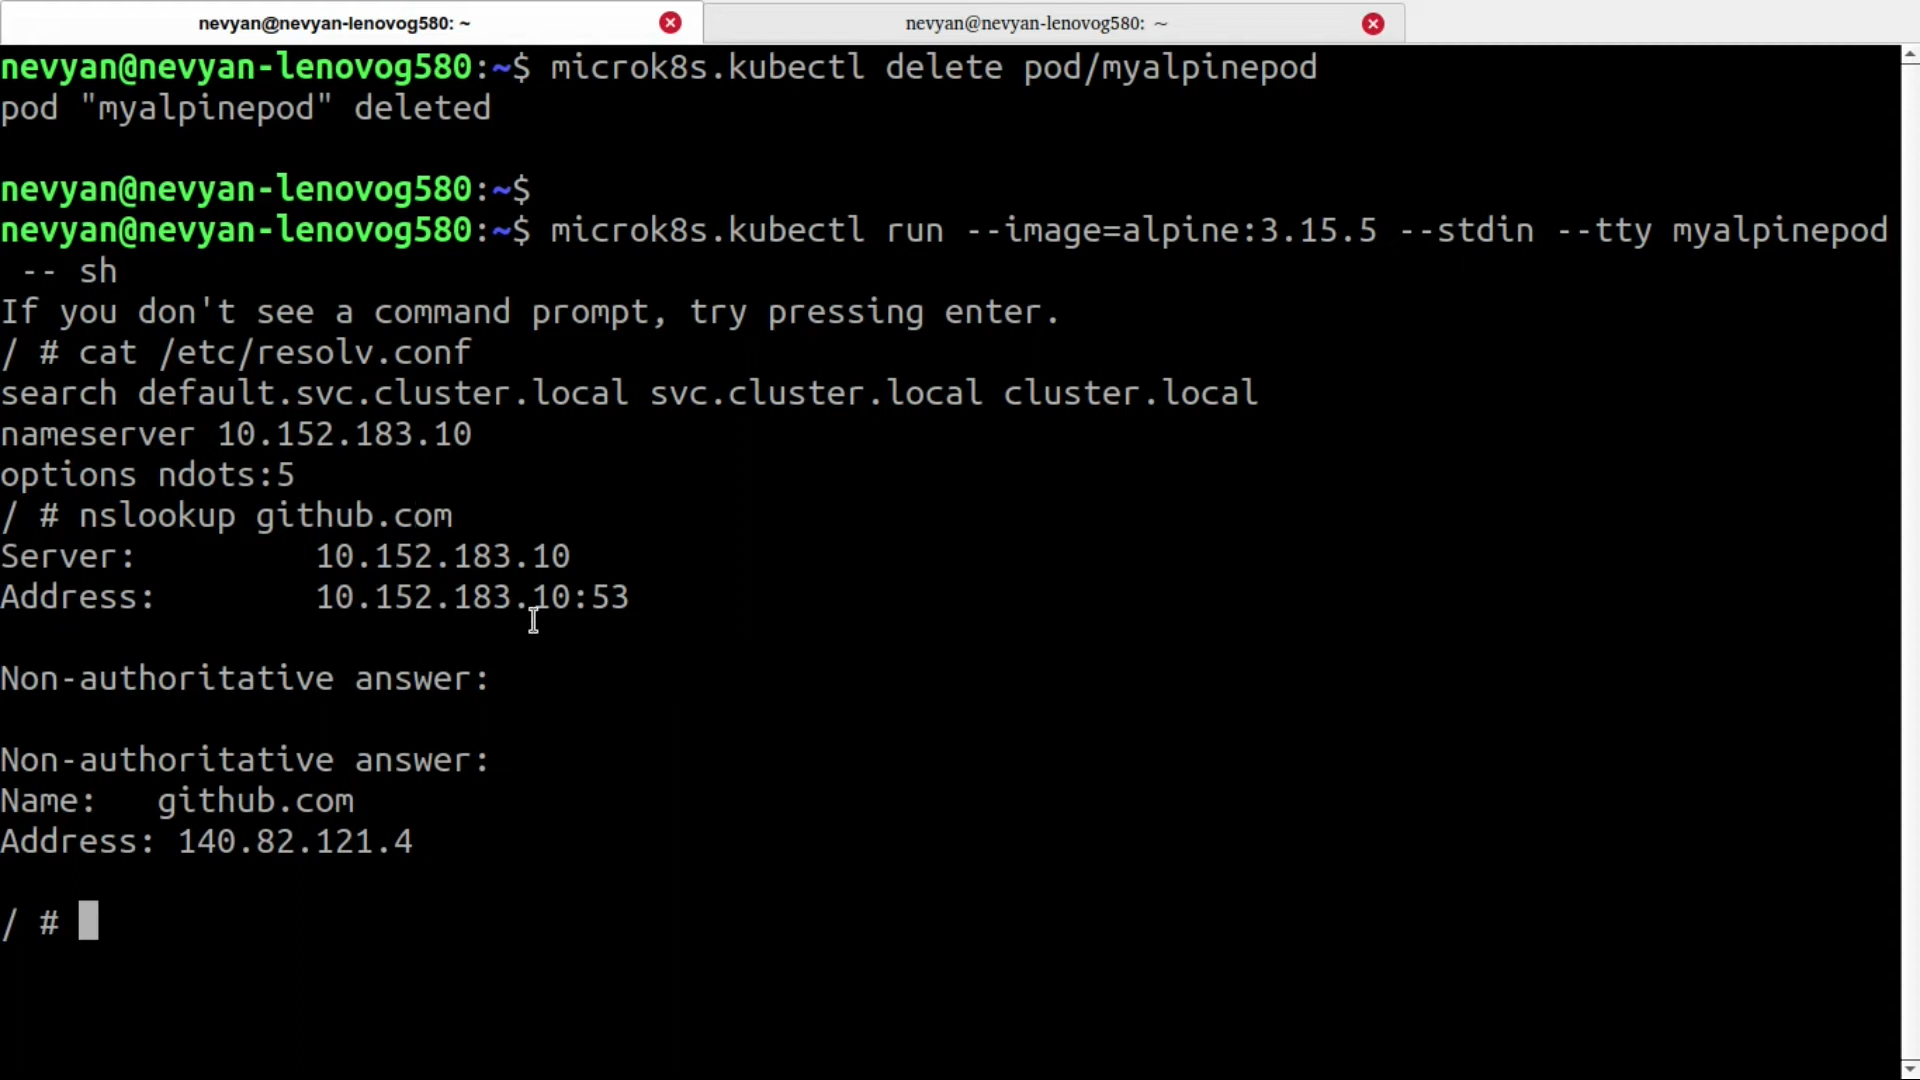 nevyan@nevyan-lenovog580: ~
nevyan@nevyan-lenovog580: ~
nevyan@nevyan-lenovog580:~$ microk8s.kubectl delete pod/myalpinepod
pod "myalpinepod" deleted
nevyan@nevyan-lenovog580:~$
nevyan@nevyan-lenovog580:~$ microk8s.kubectl run --image=alpine:3.15.5 --stdin --tty myalpinepod
-- sh
If you don't see a command prompt, try pressing enter.
/ # cat /etc/resolv.conf
search default.svc.cluster.local svc.cluster.local cluster.local
nameserver 10.152.183.10
options ndots:5
/ # nslookup github.com
Server: 10.152.183.10
Address: 10.152.183.10:53
Non-authoritative answer:
Non-authoritative answer:
Name: github.com
Address: 140.82.121.4
/ #